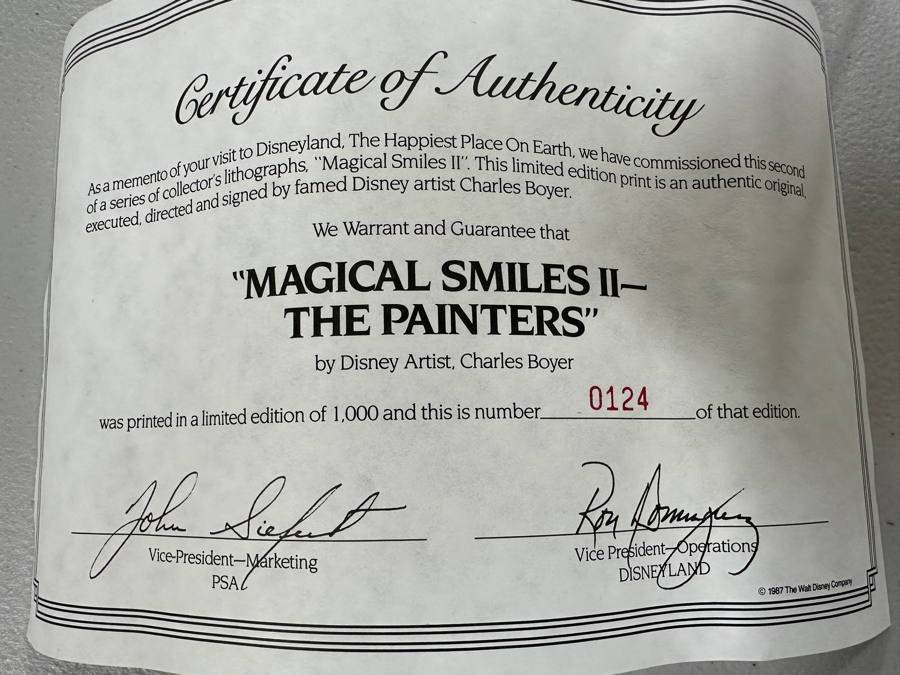 Certificate of Authenticity
As a memento of your visit to Disneyland, The Happiest Place On Earth, we have commissioned this second
of a series of collector's lithographs, "Magical Smiles II". This limited edition print is an authentic original,
executed, directed and signed by famed Disney artist Charles Boyer.
We Warrant and Guarantee that
"MAGICAL SMILES II—
THE PAINTERS"
by Disney Artist, Charles Boyer
was printed in a limited edition of 1,000 and this is number 0124 of that edition.
John Siefert Ron Dominguez
Vice-President—Marketing Vice President—Operations
PSA DISNEYLAND
© 1987 The Walt Disney Company